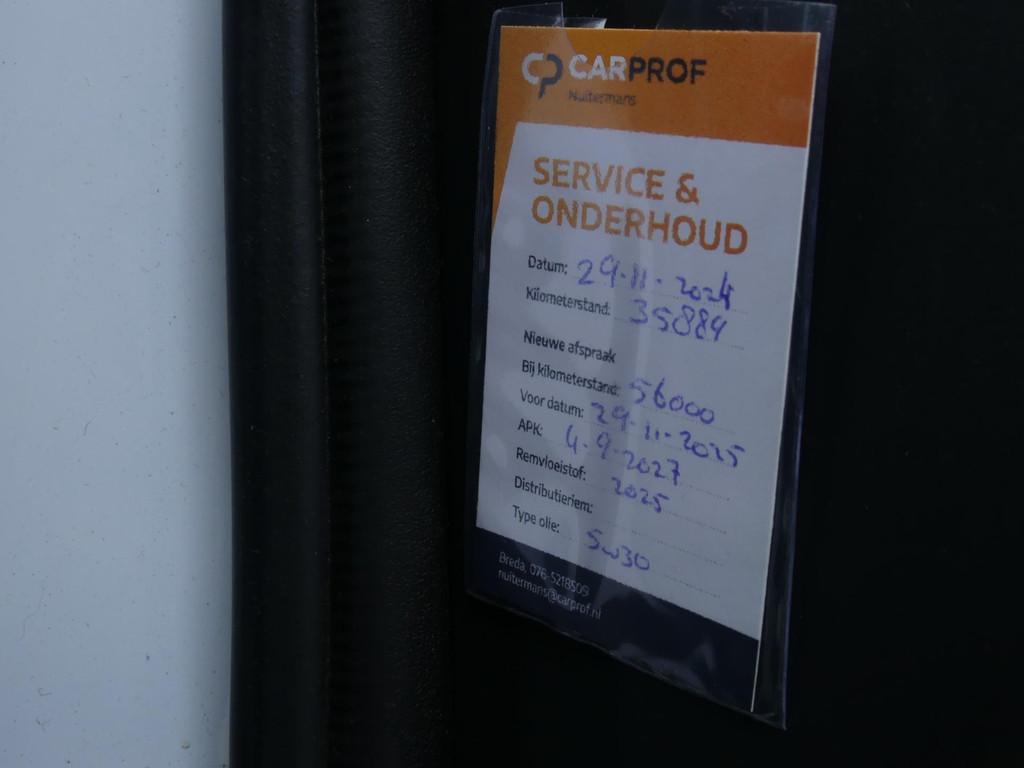 CARPROF
Nuitermans
SERVICE &
ONDERHOUD
Datum: 29-11-2024
Kilometerstand: 35889
Nieuwe afspraak
Bij kilometerstand: 56000
Voor datum: 29-11-2025
APK: 4-9-2027
Remvloeistof: 2025
Distributieriem:
Type olie: 5w30
Breda, 076-5218509
nuitermans@carprof.nl